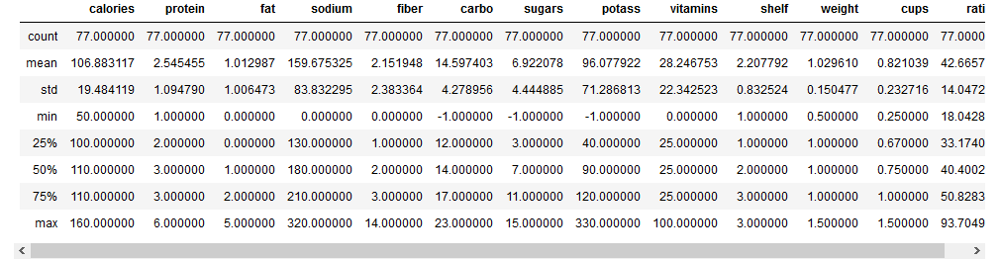 calories protein fat sodium fiber carbo sugars potass vitamins shelf weight cups rati
count 77.000000 77.000000 77.000000 77.000000 77.000000 77.000000 77.000000 77.000000 77.000000 77.000000 77.000000 77.000000 77.0000
mean 106.883117 2.545455 1.012987 159.675325 2.151948 14.597403 6.922078 96.077922 28.246753 2.207792 1.029610 0.821039 42.6657
std 19.484119 1.094790 1.006473 83.832295 2.383364 4.278956 4.444885 71.286813 22.342523 0.832524 0.150477 0.232716 14.0472
min 50.000000 1.000000 0.000000 0.000000 0.000000 -1.000000 -1.000000 -1.000000 0.000000 1.000000 0.500000 0.250000 18.0428
25% 100.000000 2.000000 0.000000 130.000000 1.000000 12.000000 3.000000 40.000000 25.000000 1.000000 1.000000 0.670000 33.1740
50% 110.000000 3.000000 1.000000 180.000000 2.000000 14.000000 7.000000 90.000000 25.000000 2.000000 1.000000 0.750000 40.4002
75% 110.000000 3.000000 2.000000 210.000000 3.000000 17.000000 11.000000 120.000000 25.000000 3.000000 1.000000 1.000000 50.8283
max 160.000000 6.000000 5.000000 320.000000 14.000000 23.000000 15.000000 330.000000 100.000000 3.000000 1.500000 1.500000 93.7049